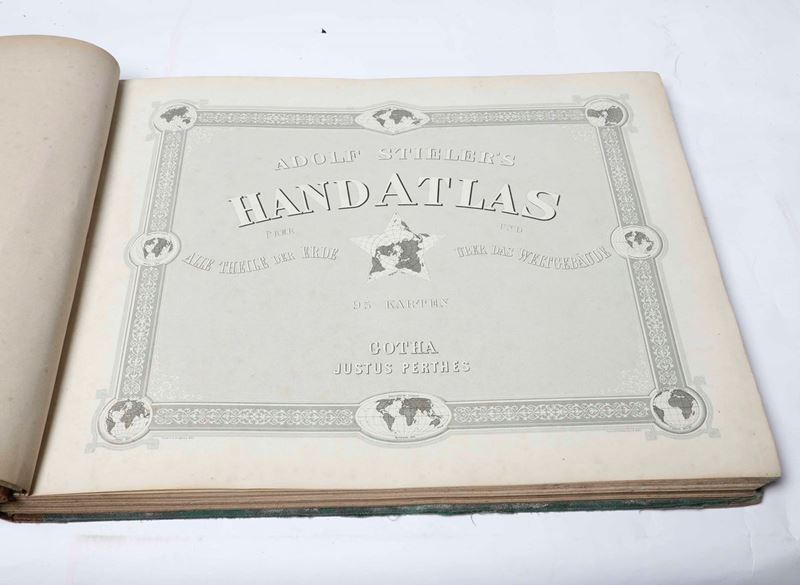 ADOLF STIELER'S
HANDATLAS
ÜBER UND
ALLE THEILE DER ERDE ÜBER DAS WELTGEBÄUDE
95 KARTEN
GOTHA
JUSTUS PERTHES